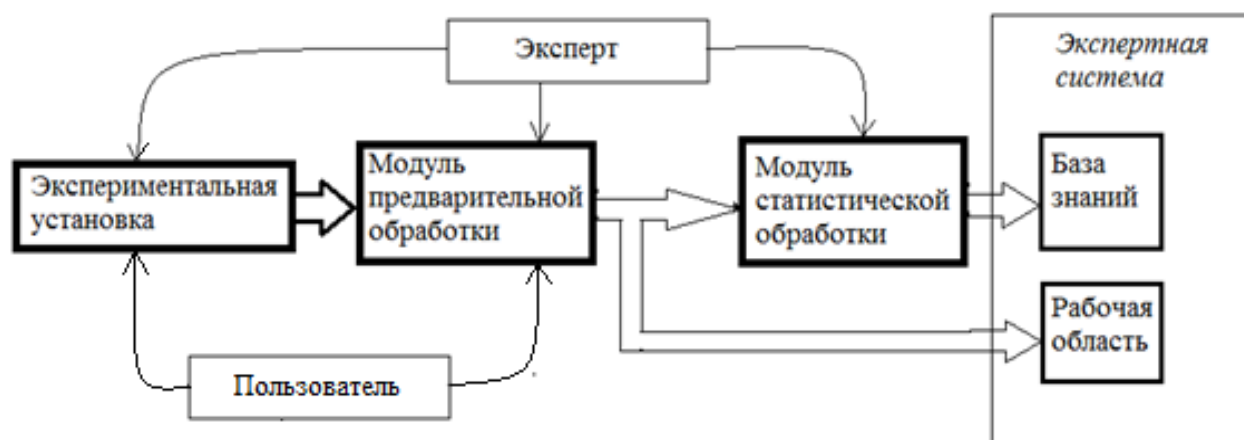 Эксперт
Экспертная
система
Экспериментальная
установка
Модуль
предварительной
обработки
Модуль
статистической
обработки
База
знаний
Рабочая
область
Пользователь